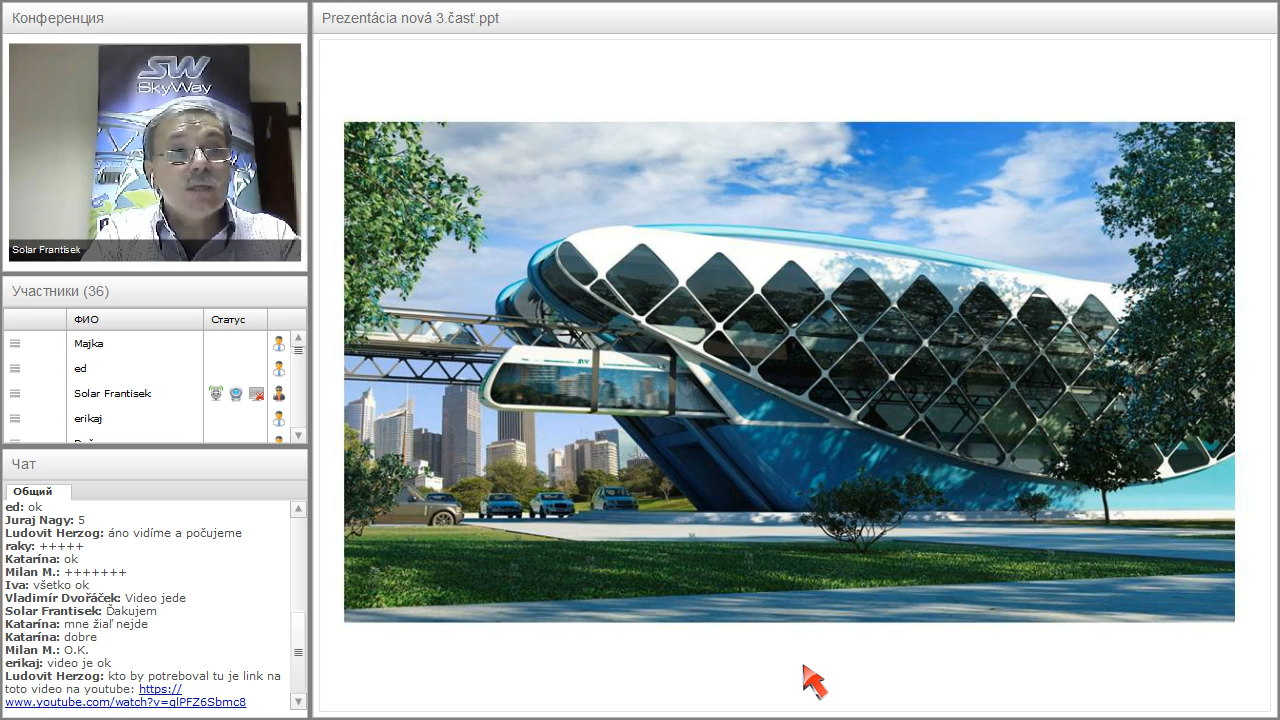 Конференция
SW
SkyWay
Solar Frantisek
Участники (36)
ФИО
Статус
Majka
ed
Solar Frantisek
erikaj
Чат
Общий
ed: ok
Juraj Nagy: 5
Ludovit Herzog: áno vidíme a počujeme
raky: +++++
Katarína: ok
Milan M.: +++++++
Iva: všetko ok
Vladimír Dvořáček: Video jede
Solar Frantisek: Ďakujem
Katarína: mne žiaľ nejde
Katarína: dobre
Milan M.: O.K.
erikaj: video je ok
Ludovit Herzog: kto by potreboval tu je link na
toto video na youtube: https://
www.youtube.com/watch?v=glPFZ6Sbmc8
Prezentácia nová 3.časť.ppt
SW